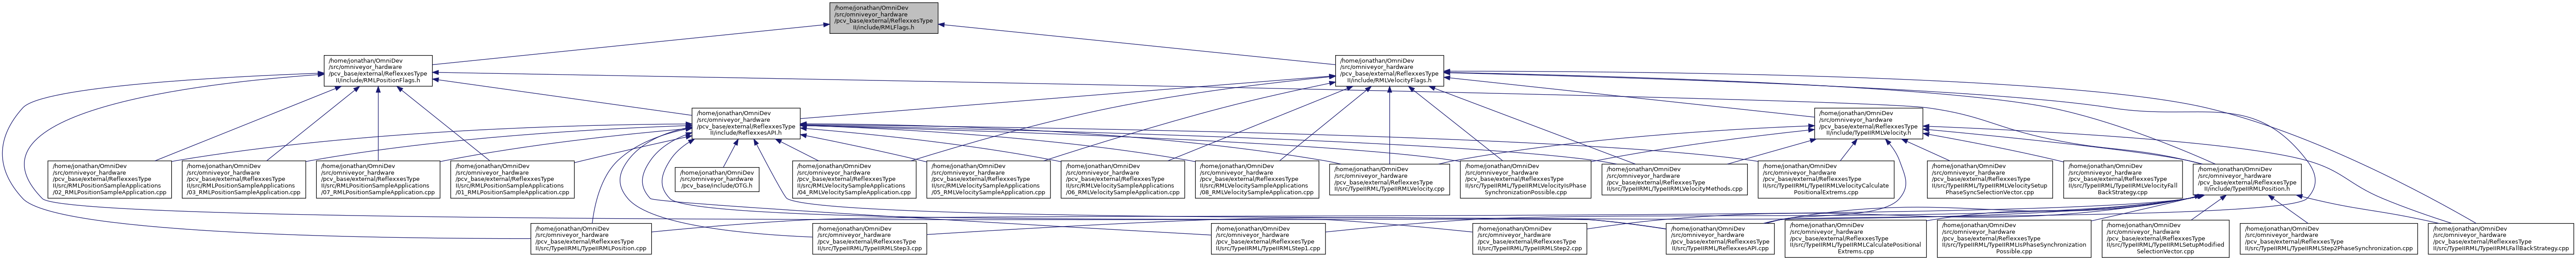 /home/jonathan/OmniDev
/src/omniveyor_hardware
/pcv_base/external/ReflexxesType
II/include/RMLFlags.h
/home/jonathan/OmniDev
/src/omniveyor_hardware
/pcv_base/external/ReflexxesType
II/include/RMLPositionFlags.h
/home/jonathan/OmniDev
/src/omniveyor_hardware
/pcv_base/external/ReflexxesType
II/include/RMLVelocityFlags.h
/home/jonathan/OmniDev
/src/omniveyor_hardware
/pcv_base/external/ReflexxesType
II/include/ReflexxesAPI.h
/home/jonathan/OmniDev
/src/omniveyor_hardware
/pcv_base/external/ReflexxesType
II/include/TypeIIRMLVelocity.h
/home/jonathan/OmniDev
/src/omniveyor_hardware
/pcv_base/external/ReflexxesType
II/src/RMLPositionSampleApplications
/02_RMLPositionSampleApplication.cpp
/home/jonathan/OmniDev
/src/omniveyor_hardware
/pcv_base/external/ReflexxesType
II/src/RMLPositionSampleApplications
/03_RMLPositionSampleApplication.cpp
/home/jonathan/OmniDev
/src/omniveyor_hardware
/pcv_base/external/ReflexxesType
II/src/RMLPositionSampleApplications
/07_RMLPositionSampleApplication.cpp
/home/jonathan/OmniDev
/src/omniveyor_hardware
/pcv_base/external/ReflexxesType
II/src/RMLPositionSampleApplications
/01_RMLPositionSampleApplication.cpp
/home/jonathan/OmniDev
/src/omniveyor_hardware
/pcv_base/include/OTG.h
/home/jonathan/OmniDev
/src/omniveyor_hardware
/pcv_base/external/ReflexxesType
II/src/RMLVelocitySampleApplications
/04_RMLVelocitySampleApplication.cpp
/home/jonathan/OmniDev
/src/omniveyor_hardware
/pcv_base/external/ReflexxesType
II/src/RMLVelocitySampleApplications
/05_RMLVelocitySampleApplication.cpp
/home/jonathan/OmniDev
/src/omniveyor_hardware
/pcv_base/external/ReflexxesType
II/src/RMLVelocitySampleApplications
/06_RMLVelocitySampleApplication.cpp
/home/jonathan/OmniDev
/src/omniveyor_hardware
/pcv_base/external/ReflexxesType
II/src/RMLVelocitySampleApplications
/08_RMLVelocitySampleApplication.cpp
/home/jonathan/OmniDev
/src/omniveyor_hardware
/pcv_base/external/ReflexxesType
II/src/TypeIIRML/TypeIIRMLVelocity.cpp
/home/jonathan/OmniDev
/src/omniveyor_hardware
/pcv_base/external/ReflexxesType
II/src/TypeIIRML/TypeIIRMLVelocityIsPhase
SynchronizationPossible.cpp
/home/jonathan/OmniDev
/src/omniveyor_hardware
/pcv_base/external/ReflexxesType
II/src/TypeIIRML/TypeIIRMLVelocityMethods.cpp
/home/jonathan/OmniDev
/src/omniveyor_hardware
/pcv_base/external/ReflexxesType
II/src/TypeIIRML/TypeIIRMLVelocityCalculate
PositionalExtrems.cpp
/home/jonathan/OmniDev
/src/omniveyor_hardware
/pcv_base/external/ReflexxesType
II/src/TypeIIRML/TypeIIRMLVelocitySetup
PhaseSyncSelectionVector.cpp
/home/jonathan/OmniDev
/src/omniveyor_hardware
/pcv_base/external/ReflexxesType
II/src/TypeIIRML/TypeIIRMLVelocityFall
BackStrategy.cpp
/home/jonathan/OmniDev
/src/omniveyor_hardware
/pcv_base/external/ReflexxesType
II/include/TypeIIRMLPosition.h
/home/jonathan/OmniDev
/src/omniveyor_hardware
/pcv_base/external/ReflexxesType
II/src/TypeIIRML/TypeIIRMLPosition.cpp
/home/jonathan/OmniDev
/src/omniveyor_hardware
/pcv_base/external/ReflexxesType
II/src/TypeIIRML/TypeIIRMLStep3.cpp
/home/jonathan/OmniDev
/src/omniveyor_hardware
/pcv_base/external/ReflexxesType
II/src/TypeIIRML/TypeIIRMLStep1.cpp
/home/jonathan/OmniDev
/src/omniveyor_hardware
/pcv_base/external/ReflexxesType
II/src/TypeIIRML/TypeIIRMLStep2.cpp
/home/jonathan/OmniDev
/src/omniveyor_hardware
/pcv_base/external/ReflexxesType
II/src/TypeIIRML/ReflexxesAPI.cpp
/home/jonathan/OmniDev
/src/omniveyor_hardware
/pcv_base/external/ReflexxesType
II/src/TypeIIRML/TypeIIRMLCalculatePositional
Extrems.cpp
/home/jonathan/OmniDev
/src/omniveyor_hardware
/pcv_base/external/ReflexxesType
II/src/TypeIIRML/TypeIIRMLIsPhaseSynchronization
Possible.cpp
/home/jonathan/OmniDev
/src/omniveyor_hardware
/pcv_base/external/ReflexxesType
II/src/TypeIIRML/TypeIIRMLSetupModified
SelectionVector.cpp
/home/jonathan/OmniDev
/src/omniveyor_hardware
/pcv_base/external/ReflexxesType
II/src/TypeIIRML/TypeIIRMLStep2PhaseSynchronization.cpp
/home/jonathan/OmniDev
/src/omniveyor_hardware
/pcv_base/external/ReflexxesType
II/src/TypeIIRML/TypeIIRMLFallBackStrategy.cpp